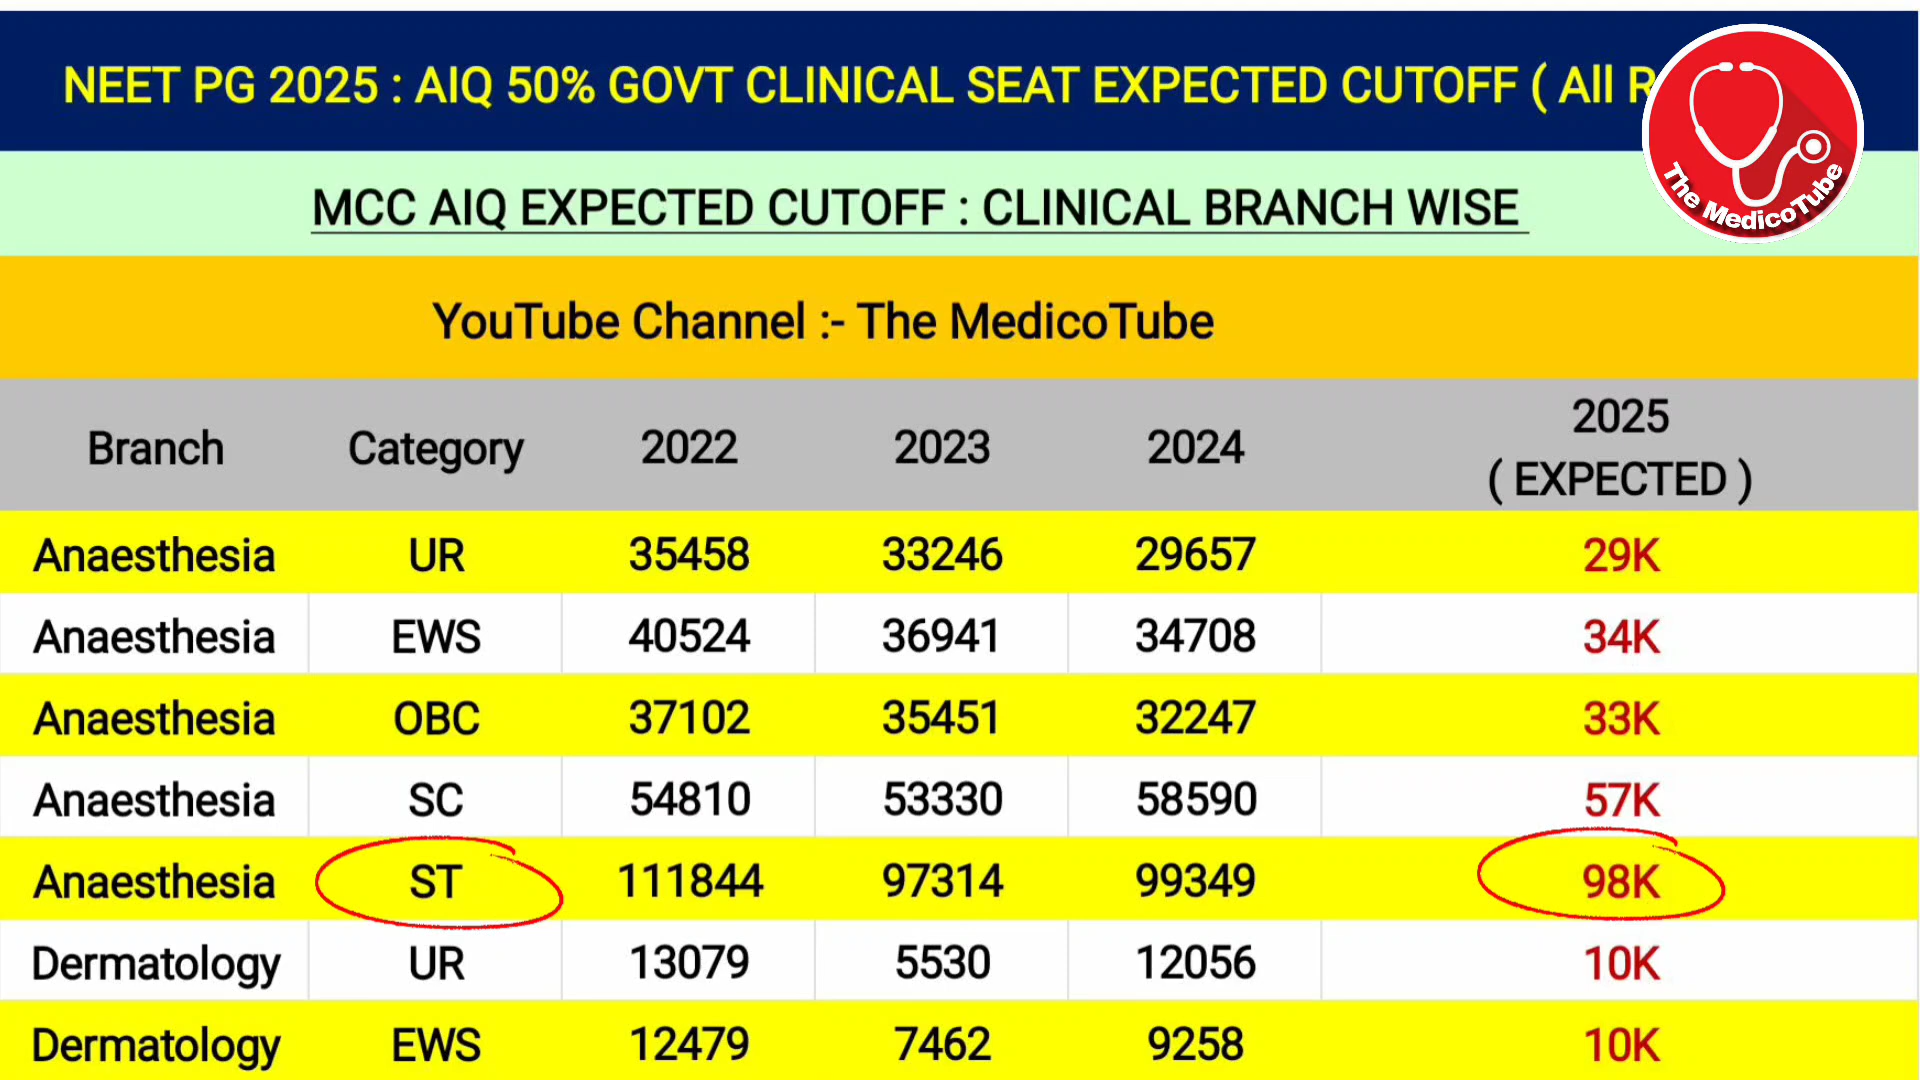 NEET PG 2025 : AIQ 50% GOVT CLINICAL SEAT EXPECTED CUTOFF ( All
The MedicoTube
MCC AIQ EXPECTED CUTOFF : CLINICAL BRANCH WISE
YouTube Channel :- The MedicoTube
Branch Category 2022 2023 2024 2025 ( EXPECTED )
Anaesthesia UR 35458 33246 29657 29K
Anaesthesia EWS 40524 36941 34708 34K
Anaesthesia OBC 37102 35451 32247 33K
Anaesthesia SC 54810 53330 58590 57K
Anaesthesia ST 111844 97314 99349 98K
Dermatology UR 13079 5530 12056 10K
Dermatology EWS 12479 7462 9258 10K